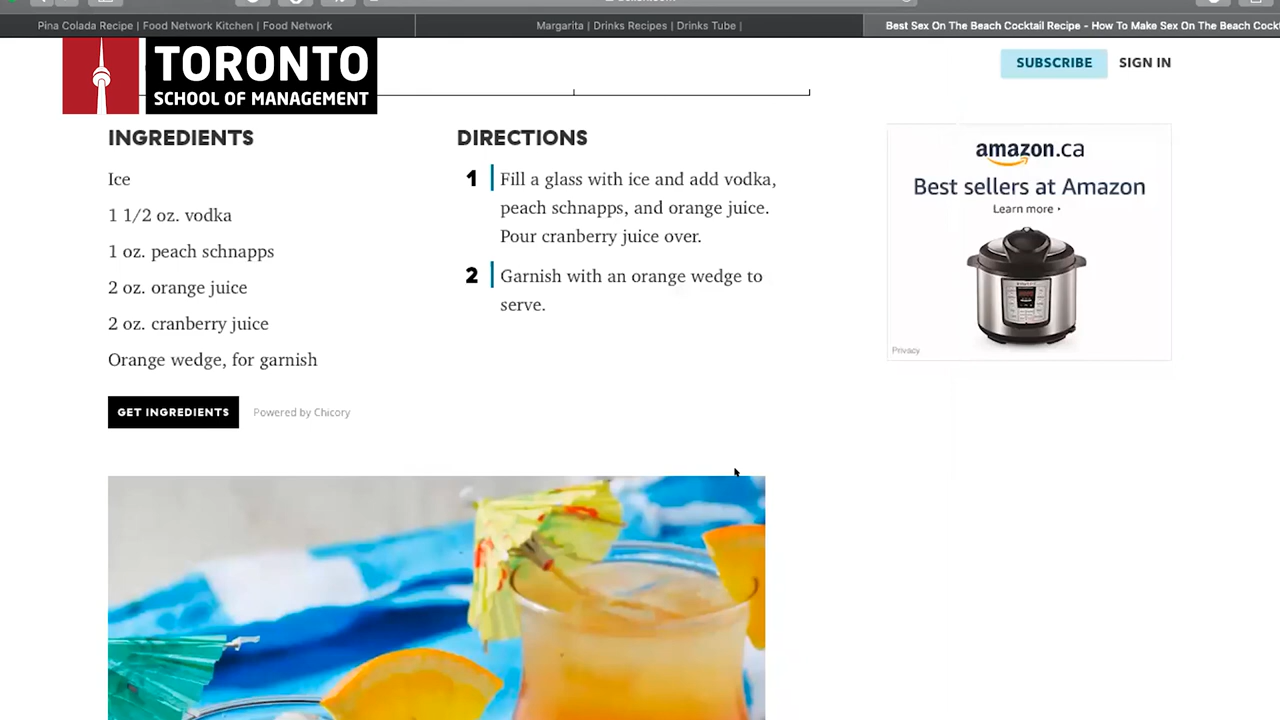 Pina Colada Recipe | Food Network Kitchen | Food Network
Margarita | Drinks Recipes | Drinks Tube |
Best Sex On The Beach Cocktail Recipe - How To Make Sex On The Beach Cockt
TORONTO
SCHOOL OF MANAGEMENT
SUBSCRIBE
SIGN IN
INGREDIENTS
Ice
1 1/2 oz. vodka
1 oz. peach schnapps
2 oz. orange juice
2 oz. cranberry juice
Orange wedge, for garnish
GET INGREDIENTS
Powered by Chicory
DIRECTIONS
1 Fill a glass with ice and add vodka,
peach schnapps, and orange juice.
Pour cranberry juice over.
2 Garnish with an orange wedge to
serve.
amazon.ca
Best sellers at Amazon
Learn more
Privacy